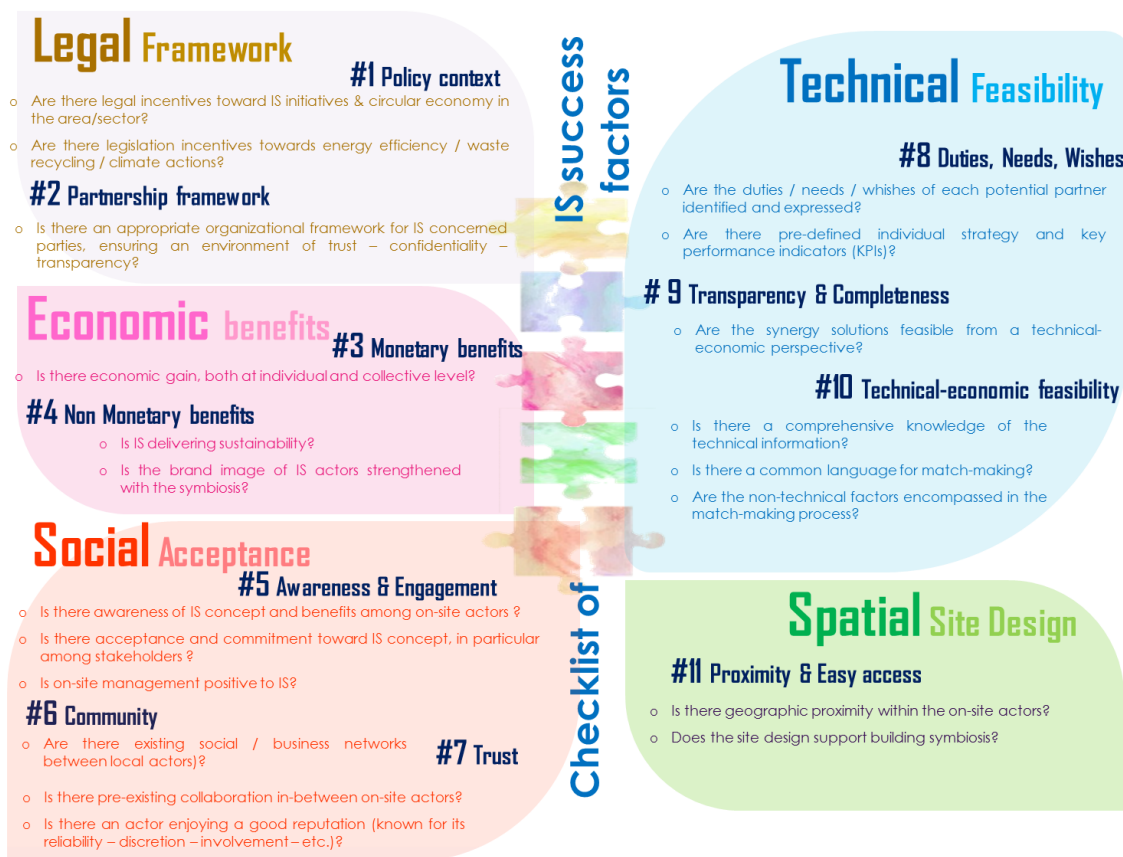 Legal Framework
#1 Policy context
o Are there legal incentives toward IS initiatives & circular economy in
the area/sector?
o Are there legislation incentives towards energy efficiency / waste
recycling / climate actions?
#2 Partnership framework
o Is there an appropriate organizational framework for IS concerned
parties, ensuring an environment of trust – confidentiality –
transparency?
Economic benefits
#3 Monetary benefits
o Is there economic gain, both at individual and collective level?
#4 Non Monetary benefits
o Is IS delivering sustainability?
o Is the brand image of IS actors strengthened
with the symbiosis?
Social Acceptance
#5 Awareness & Engagement
o Is there awareness of IS concept and benefits among on-site actors ?
o Is there acceptance and commitment toward IS concept, in particular
among stakeholders ?
o Is on-site management positive to IS?
#6 Community
o Are there existing social / business networks
between local actors)?
#7 Trust
o Is there pre-existing collaboration in-between on-site actors?
o Is there an actor enjoying a good reputation (known for its
reliability – discretion – involvement – etc.)?
Checklist of
IS success
factors
Technical Feasibility
#8 Duties, Needs, Wishes
o Are the duties / needs / whishes of each potential partner
identified and expressed?
o Are there pre-defined individual strategy and key
performance indicators (KPIs)?
# 9 Transparency & Completeness
o Are the synergy solutions feasible from a technical-
economic perspective?
#10 Technical-economic feasibility
o Is there a comprehensive knowledge of the
technical information?
o Is there a common language for match-making?
o Are the non-technical factors encompassed in the
match-making process?
Spatial Site Design
#11 Proximity & Easy access
o Is there geographic proximity within the on-site actors?
o Does the site design support building symbiosis?